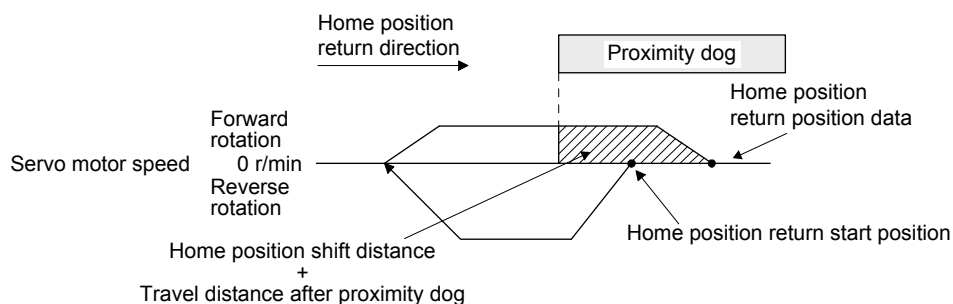 Home position
return direction
Proximity dog
Home position
return position data
Forward
rotation
Servo motor speed 0 r/min
Reverse
rotation
Home position return start position
Home position shift distance
+
Travel distance after proximity dog